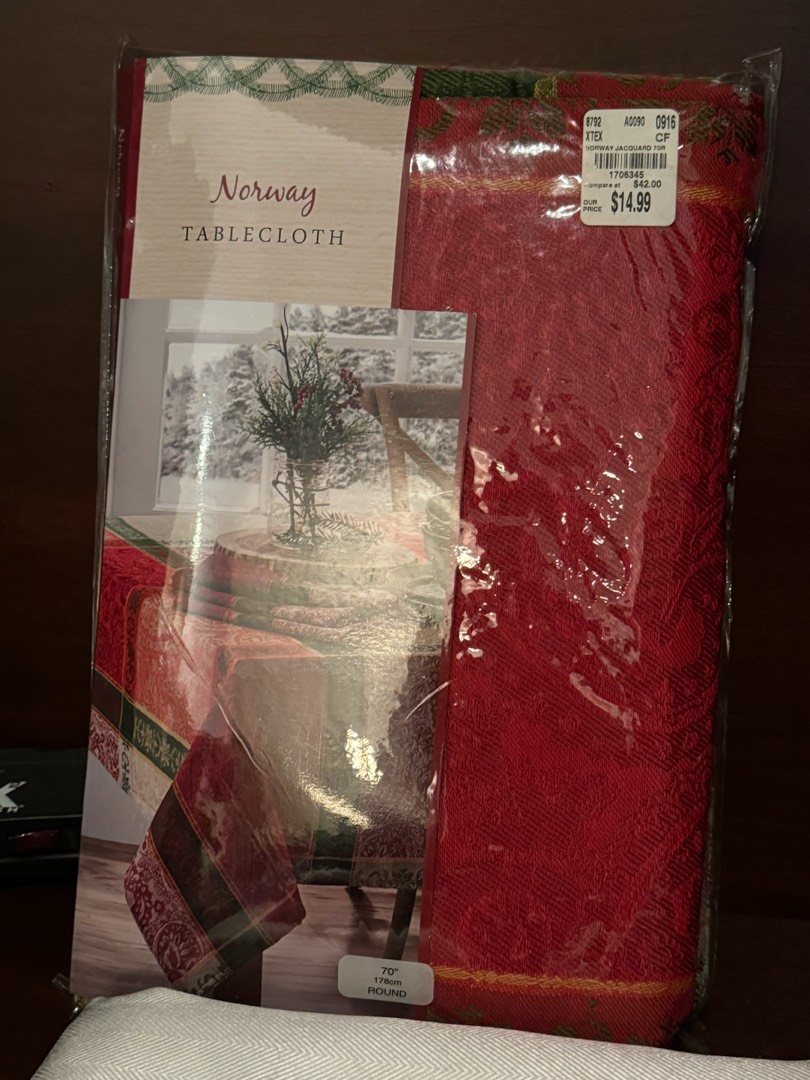 Norway
TABLECLOTH
8792 A0090 0916
XTEX CF
NORWAY JACQUARD 70R
1706345
compare at $42.00
OUR PRICE $14.99
70"
178cm
ROUND